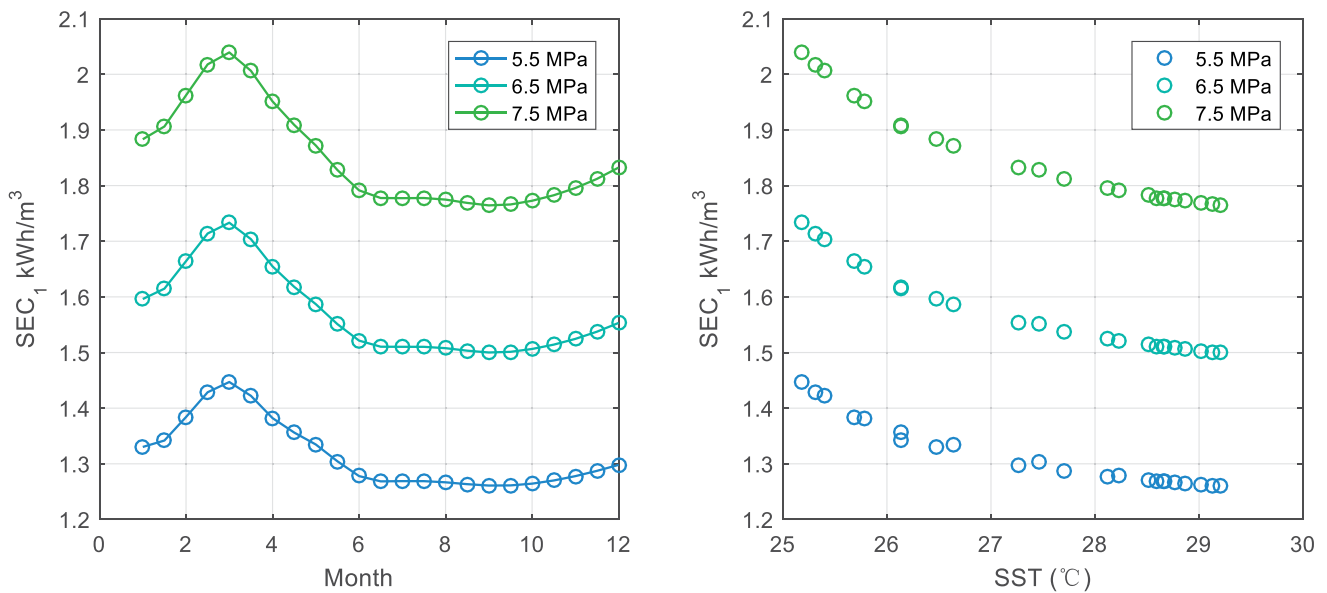 2.1
2
1.9
1.8
1.7
1.6
1.5
1.4
1.3
1.2
SEC₁ kWh/m³
0 2 4 6 8 10 12
Month
5.5 MPa
6.5 MPa
7.5 MPa
2.1
2
1.9
1.8
1.7
1.6
1.5
1.4
1.3
1.2
SEC₁ kWh/m³
25 26 27 28 29 30
SST (℃)
5.5 MPa
6.5 MPa
7.5 MPa